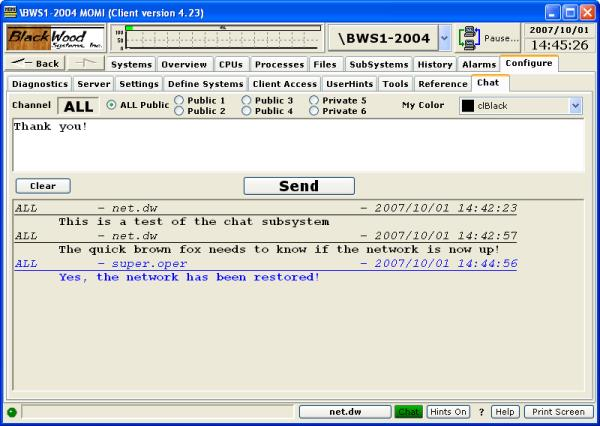 \BWS1-2004 MOMI (Client version 4.23)
BlackWood
Systems, Inc.
100
50
0
\BWS1-2004
Pause...
2007/10/01
14:45:26
Back
Systems Overview CPUs Processes Files SubSystems History Alarms Configure
Diagnostics Server Settings Define Systems Client Access UserHints Tools Reference Chat
Channel ALL ALL Public Public 1 Public 3 Private 5 My Color clBlack
Public 2 Public 4 Private 6
Thank you!
Clear Send
ALL - net.dw - 2007/10/01 14:42:23
This is a test of the chat subsystem
ALL - net.dw - 2007/10/01 14:42:57
The quick brown fox needs to know if the network is now up!
ALL - super.oper - 2007/10/01 14:44:56
Yes, the network has been restored!
net.dw Chat Hints On ? Help Print Screen